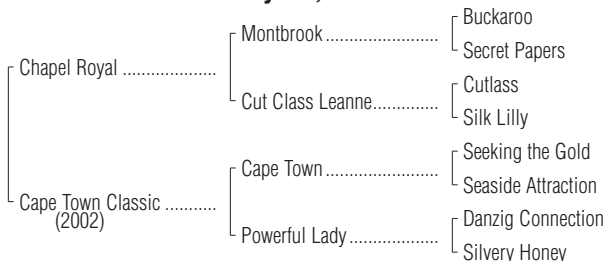 Buckaroo
Montbrook ....................
Secret Papers
Chapel Royal ....................
Cutlass
Cut Class Leanne..............
Silk Lilly
Seeking the Gold
Cape Town ........................
Seaside Attraction
Cape Town Classic ...........
(2002)
Danzig Connection
Powerful Lady ...................
Silvery Honey